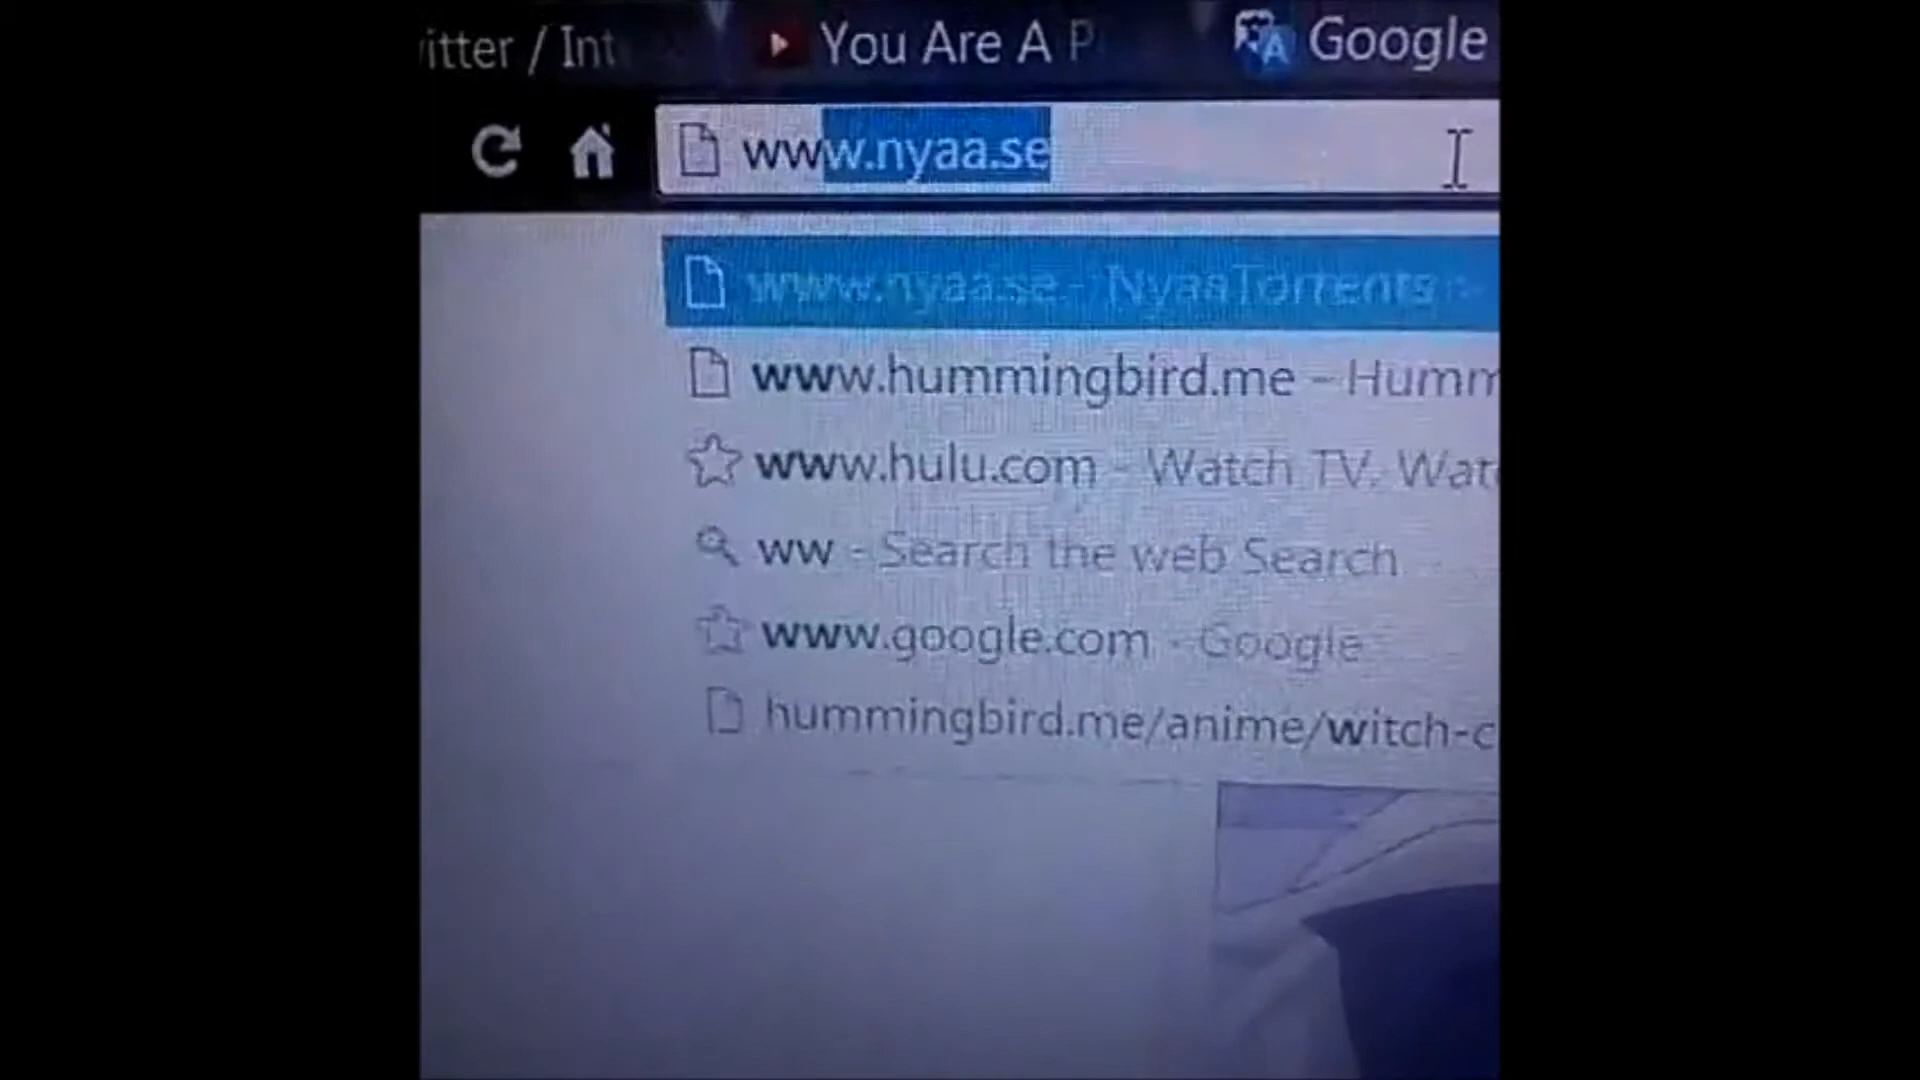 itter / Int
You Are A P
Google
www.nyaa.se
www.nyaa.se - NyaaTorrents
www.hummingbird.me - Humm
www.hulu.com - Watch TV. Wat
ww - Search the web Search
www.google.com - Google
hummingbird.me/anime/witch-c